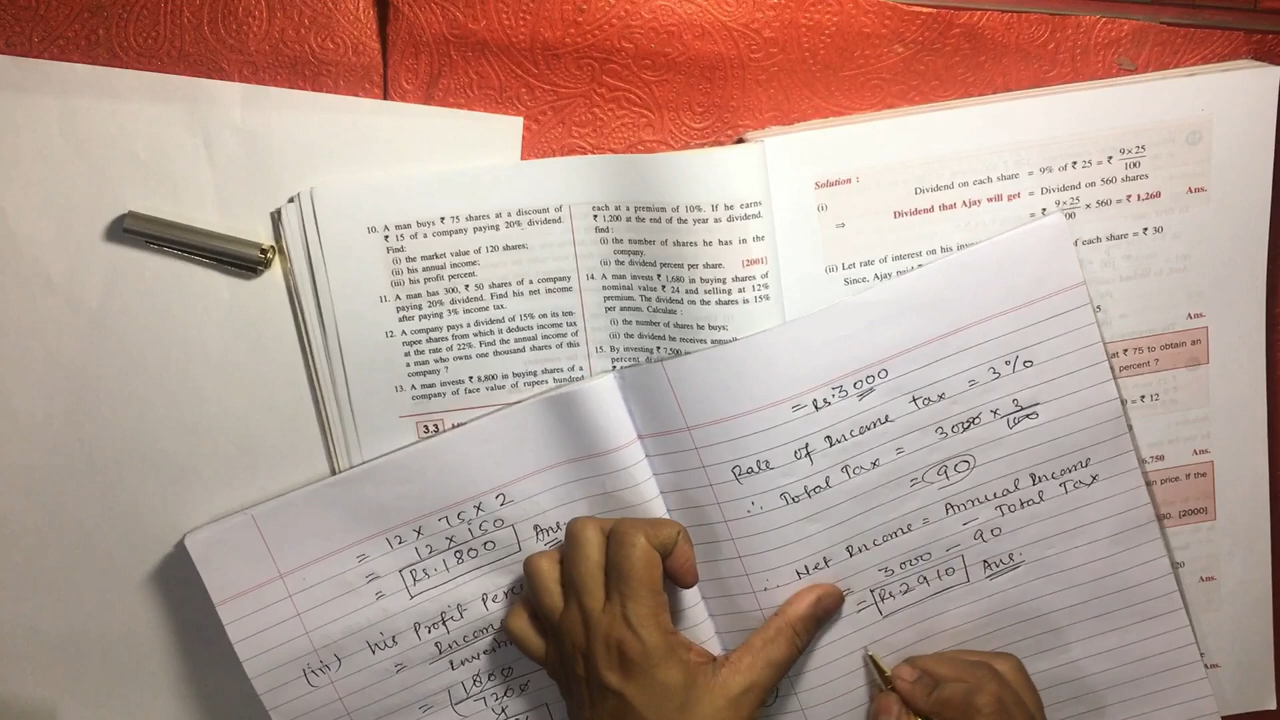 10. A man buys ₹ 75 shares at a discount of
₹ 15 of a company paying 20% dividend.
Find:
(i) the market value of 120 shares;
(ii) his annual income;
(iii) his profit percent.
11. A man has 300, ₹ 50 shares of a company
paying 20% dividend. Find his net income
after paying 3% income tax.
12. A company pays a dividend of 15% on its ten-
rupee shares from which it deducts income tax
at the rate of 22%. Find the annual income of
a man who owns one thousand shares of this
company ?
13. A man invests ₹ 8,800 in buying shares of a
company of face value of rupees hundred
3.3
each at a premium of 10%. If he earns
₹ 1,200 at the end of the year as dividend.
find :
(i) the number of shares he has in the
company.
(ii) the dividend percent per share. [2001]
14. A man invests ₹ 1,680 in buying shares of
nominal value ₹ 24 and selling at 12%
premium. The dividend on the shares is 15%
per annum. Calculate :
(i) the number of shares he buys;
(ii) the dividend he receives
15. By investing ₹ 7,500
percent
Solution :
(i) Dividend on each share = 9% of ₹ 25 = ₹ 9×25/100
⇒ Dividend that Ajay will get = Dividend on 560 shares
= ₹ 9×25/100 × 560 = ₹ 1,260 Ans.
(ii) Let rate of interest on his
Since, Ajay
of each share = ₹ 30
Ans.
at ₹ 75 to obtain an
percent ?
= ₹ 12
6,750 Ans.
price. If the
[2000]
20
Ans.
Ans.
= 12 × 75 × 2
= 12 × 150
= Rs. 1800 Ans.
(iii) his Profit
= Income
= 1800
7200
= Rs. 3000
Rate of Income tax = 3%
∴ Total Tax = 3000 × 3/100
= 90
∴ Net Income = Annual Income
- Total Tax
= 3000 - 90
= Rs. 2910 Ans.